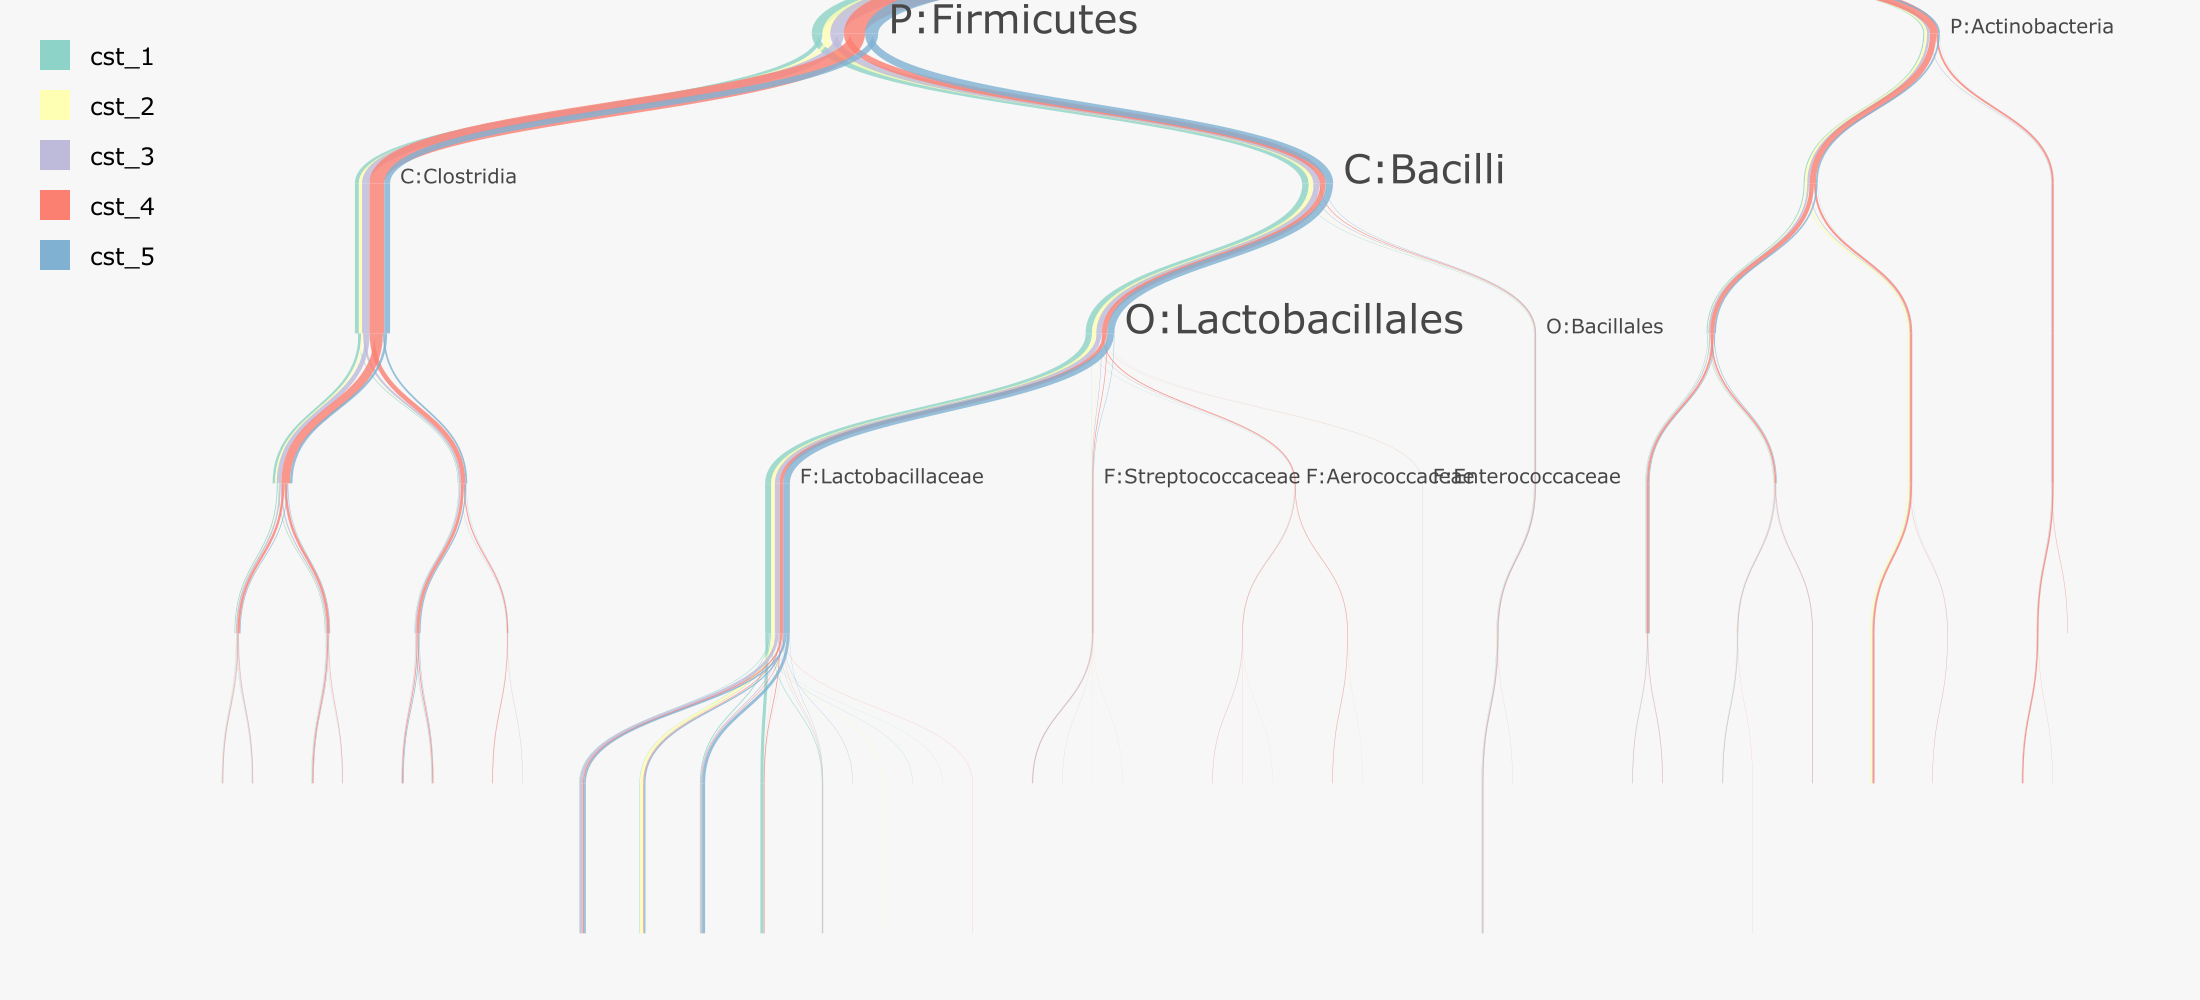 P:Firmicutes
P:Actinobacteria
cst_1
cst_2
cst_3
cst_4
cst_5
C:Clostridia
C:Bacilli
O:Lactobacillales
O:Bacillales
F:Lactobacillaceae
F:Streptococcaceae
F:Aerococcaceae
F:Enterococcaceae